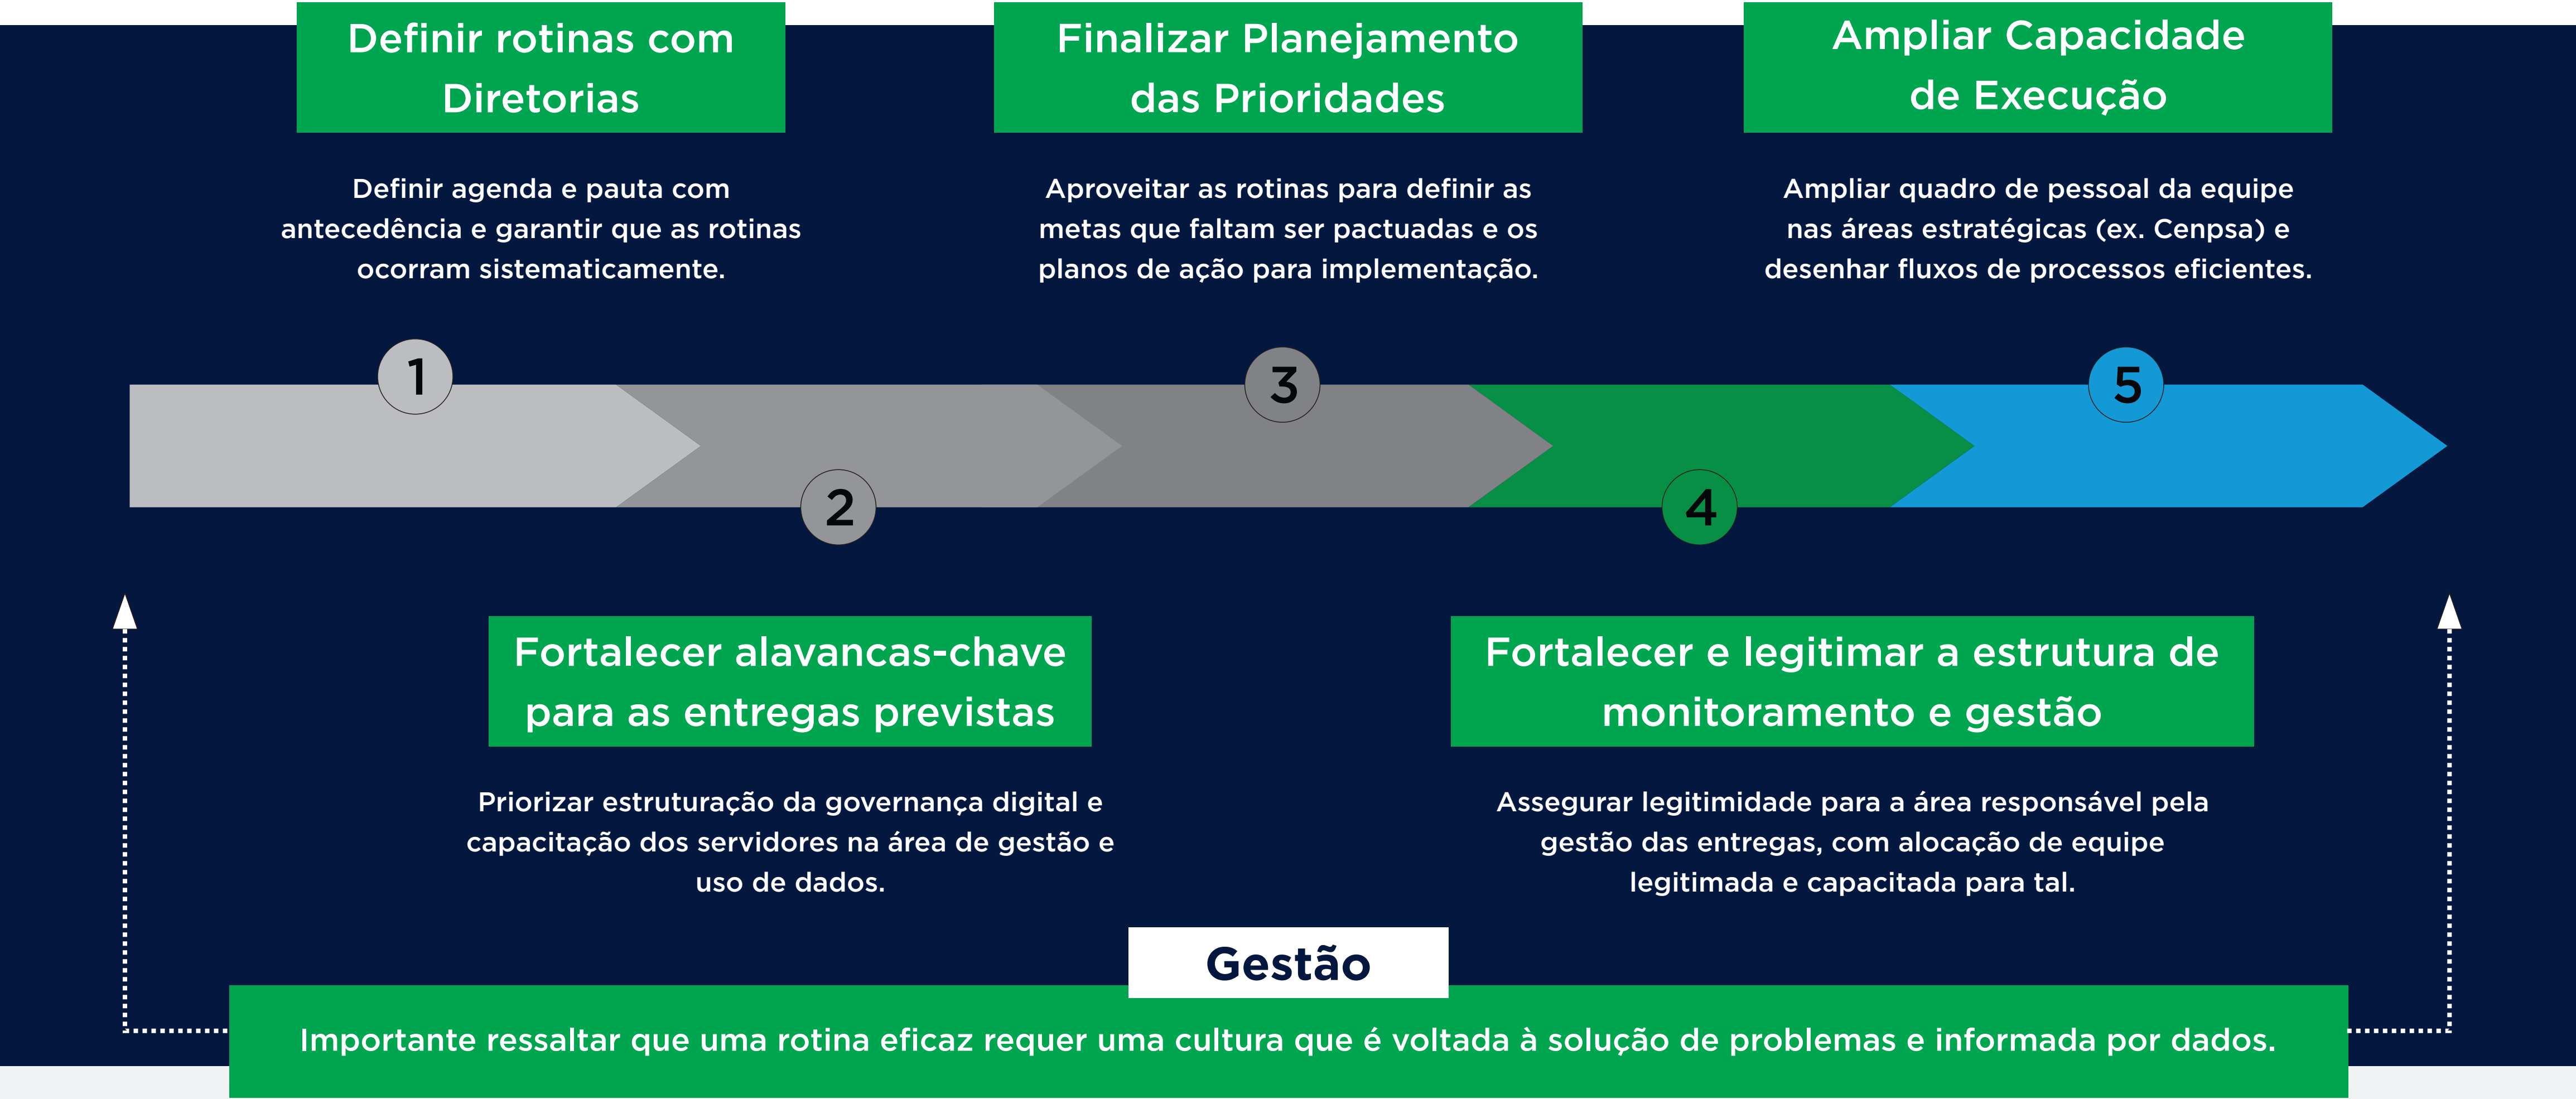 Definir rotinas com
Diretorias
Definir agenda e pauta com
antecedência e garantir que as rotinas
ocorram sistematicamente.
Finalizar Planejamento
das Prioridades
Aproveitar as rotinas para definir as
metas que faltam ser pactuadas e os
planos de ação para implementação.
Ampliar Capacidade
de Execução
Ampliar quadro de pessoal da equipe
nas áreas estratégicas (ex. Cenpsa) e
desenhar fluxos de processos eficientes.
1
3
5
2
4
Fortalecer alavancas-chave
para as entregas previstas
Priorizar estruturação da governança digital e
capacitação dos servidores na área de gestão e
uso de dados.
Fortalecer e legitimar a estrutura de
monitoramento e gestão
Assegurar legitimidade para a área responsável pela
gestão das entregas, com alocação de equipe
legitimada e capacitada para tal.
Gestão
Importante ressaltar que uma rotina eficaz requer uma cultura que é voltada à solução de problemas e informada por dados.